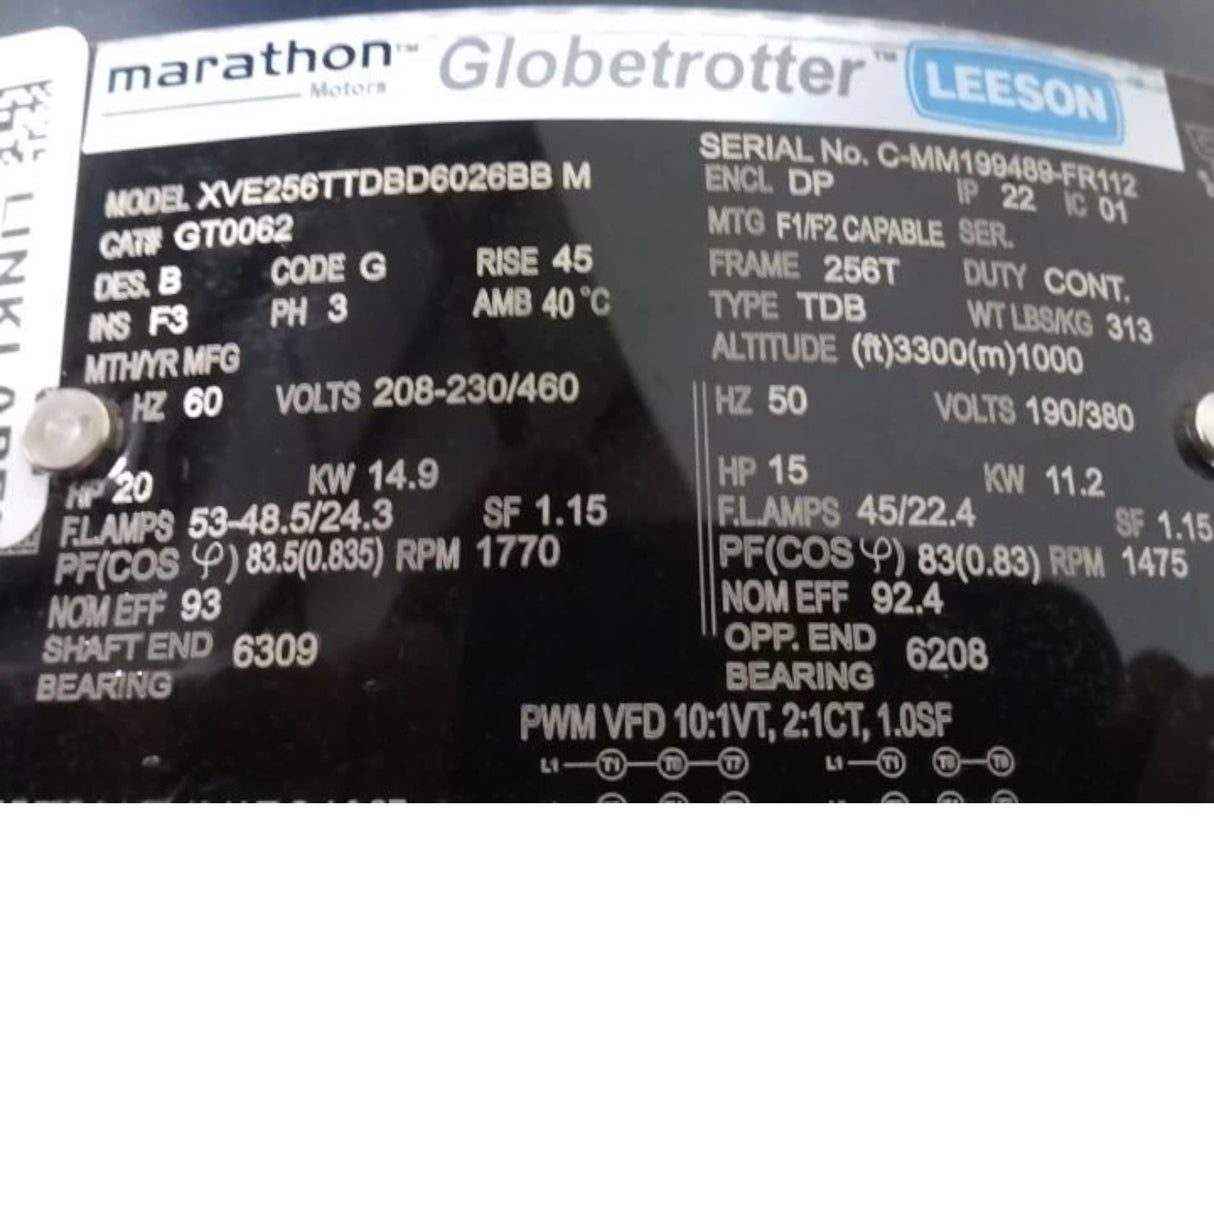 marathon™ Globetrotter™ LEESON
Motors
MODEL XVE256TTDBD6026BB M
CAT# GT0062
DES. B CODE G RISE 45
INS F3 PH 3 AMB 40°C
MTH/YR MFG
HZ 60 VOLTS 208-230/460
HP 20 KW 14.9
F.L.AMPS 53-48.5/24.3 SF 1.15
PF(COS φ) 83.5(0.835) RPM 1770
NOM EFF 93
SHAFT END 6309
BEARING
SERIAL No. C-MM199489-FR112
ENCL DP IP 22 IC 01
MTG F1/F2 CAPABLE SER.
FRAME 256T DUTY CONT.
TYPE TDB WT LBS/KG 313
ALTITUDE (ft)3300(m)1000
HZ 50 VOLTS 190/380
HP 15 KW 11.2
F.L.AMPS 45/22.4 SF 1.15
PF(COS φ) 83(0.83) RPM 1475
NOM EFF 92.4
OPP. END 6208
BEARING
PWM VFD 10:1VT, 2:1CT, 1.0SF
L1 T1 T6 T7 L1 T1